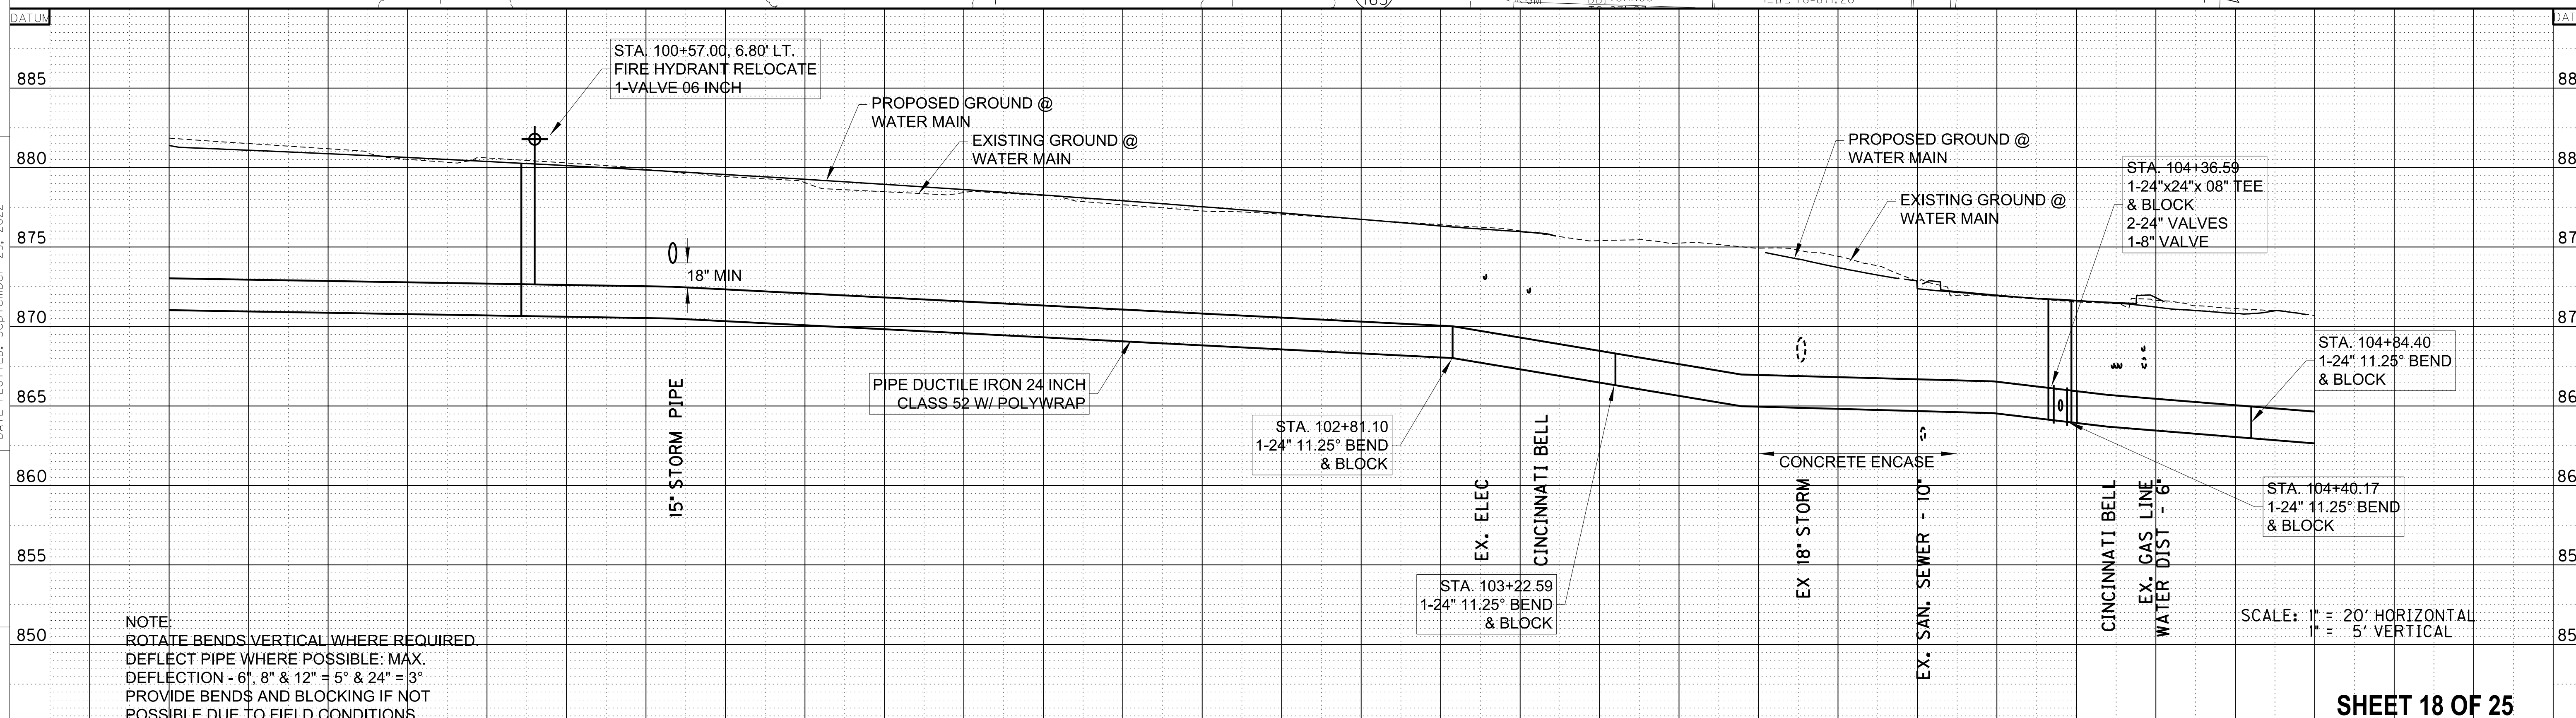 DATUM
165
885
880
875
870
865
860
855
850
STA. 100+57.00, 6.80' LT.
FIRE HYDRANT RELOCATE
1-VALVE 06 INCH
PROPOSED GROUND @
WATER MAIN
EXISTING GROUND @
WATER MAIN
18" MIN
15" STORM PIPE
PIPE DUCTILE IRON 24 INCH
CLASS 52 W/ POLYWRAP
STA. 102+81.10
1-24" 11.25° BEND
& BLOCK
EX. ELEC
CINCINNATI BELL
STA. 103+22.59
1-24" 11.25° BEND
& BLOCK
PROPOSED GROUND @
WATER MAIN
EXISTING GROUND @
WATER MAIN
EX 18" STORM
CONCRETE ENCASE
EX. SAN. SEWER - 10"
STA. 104+36.59
1-24"x24"x 08" TEE
& BLOCK
2-24" VALVES
1-8" VALVE
STA. 104+84.40
1-24" 11.25° BEND
& BLOCK
STA. 104+40.17
1-24" 11.25° BEND
& BLOCK
CINCINNATI BELL
EX. GAS LINE
WATER DIST - 6"
SCALE: 1" = 20' HORIZONTAL
1" = 5' VERTICAL
NOTE:
ROTATE BENDS VERTICAL WHERE REQUIRED.
DEFLECT PIPE WHERE POSSIBLE: MAX.
DEFLECTION - 6", 8" & 12" = 5° & 24" = 3°
PROVIDE BENDS AND BLOCKING IF NOT
POSSIBLE DUE TO FIELD CONDITIONS
SHEET 18 OF 25